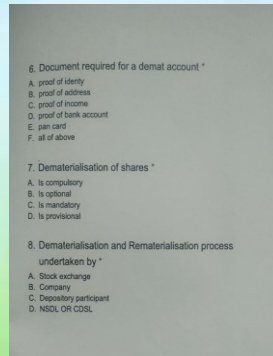 6. Document required for a demat account *
A. proof of identy
B. proof of address
C. proof of income
D. proof of bank account
E. pan card
F. all of above
7. Dematerialisation of shares *
A. Is compulsory
B. Is optional
C. Is mandatory
D. Is provisional
8. Dematerialisation and Rematerialisation process
undertaken by *
A. Stock exchange
B. Company
C. Depository participant
D. NSDL OR CDSL